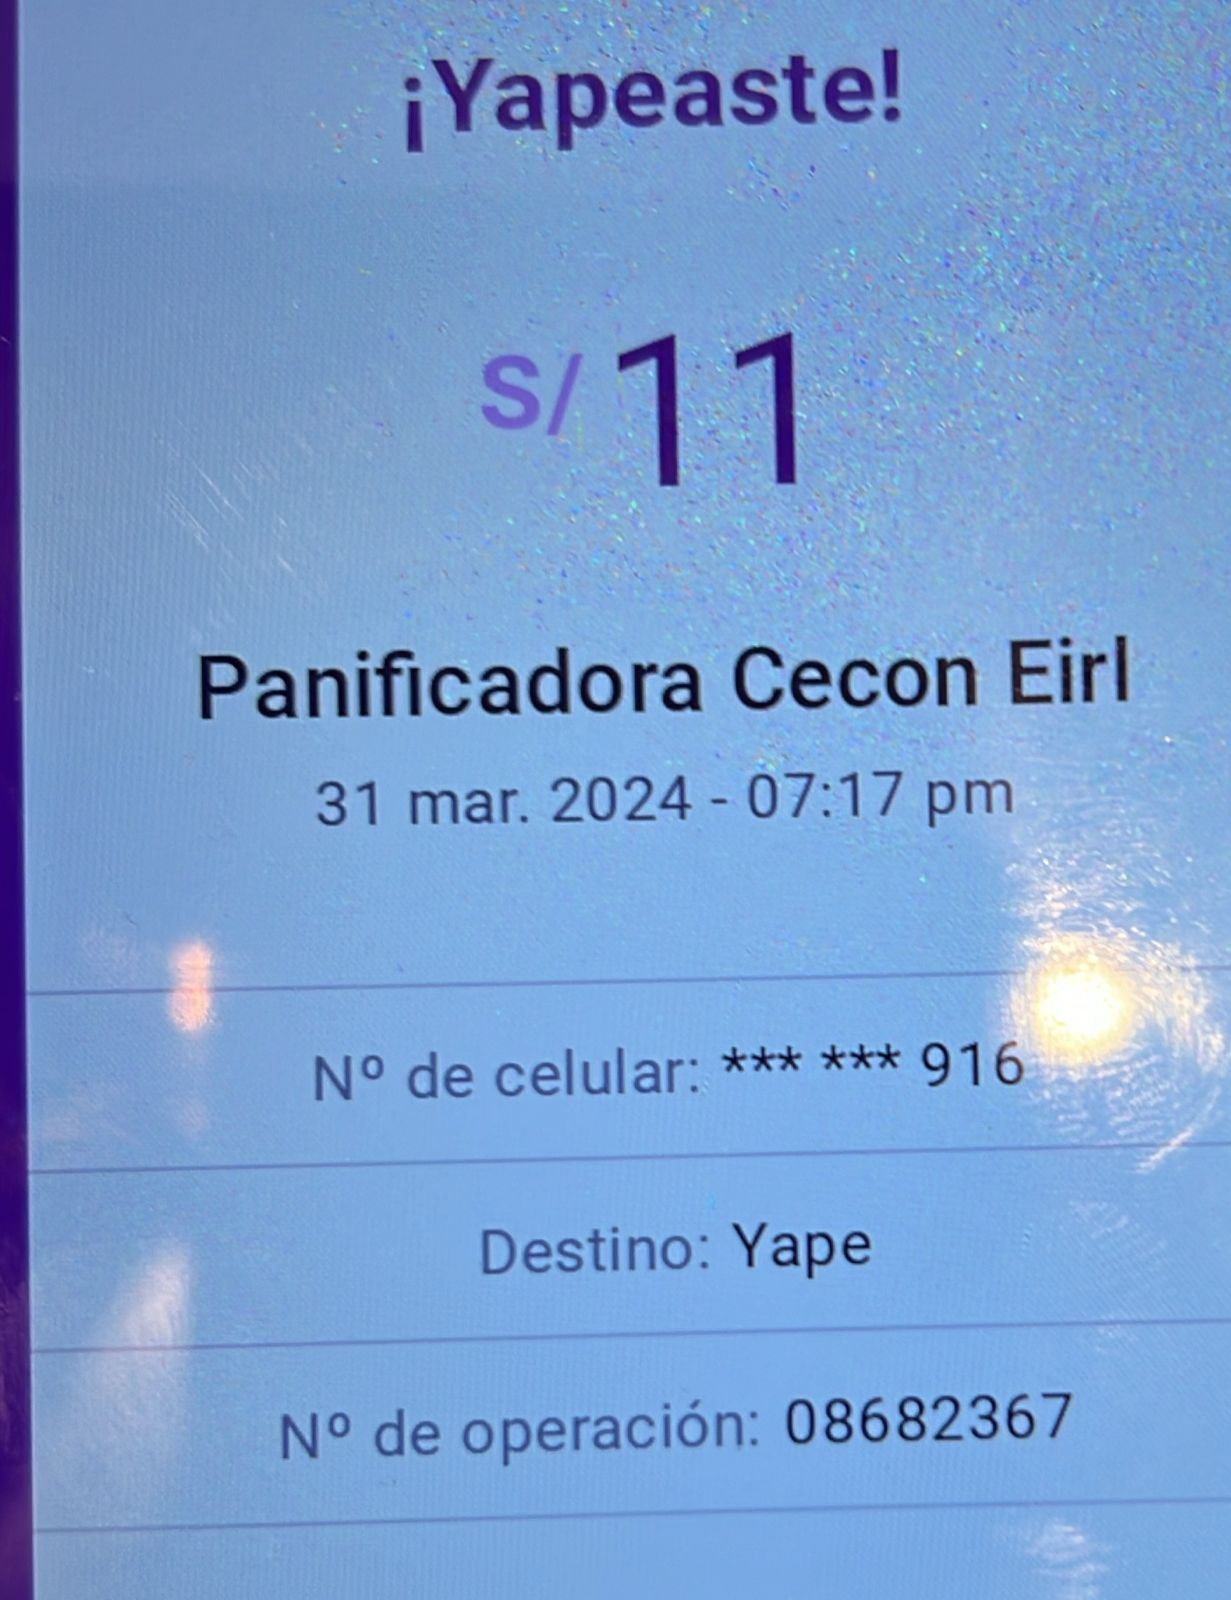 ¡Yapeaste!
S/ 11
Panificadora Cecon Eirl
31 mar. 2024 - 07:17 pm
Nº de celular: *** *** 916
Destino: Yape
Nº de operación: 08682367